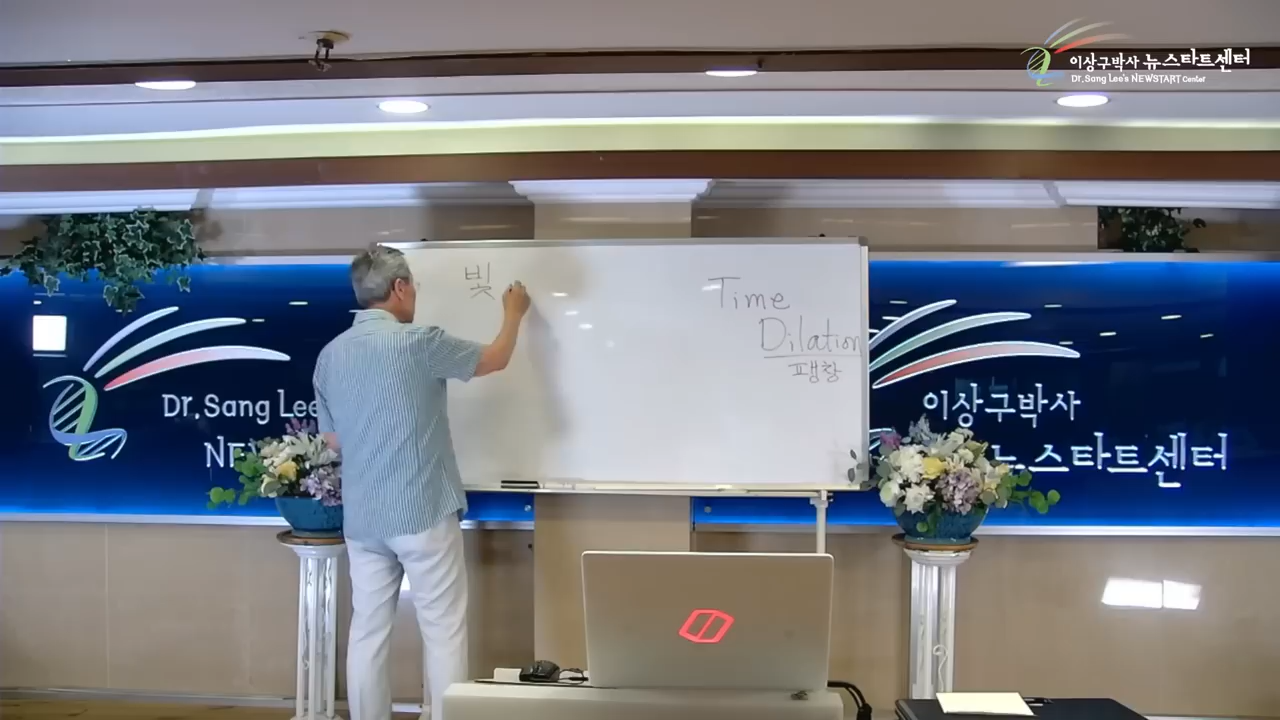 이상구박사 뉴스타트센터
Dr. Sang Lee's NEWSTART Center
빛
Time
Dilation
팽창
Dr.Sang Lee
이상구박사
뉴스타트센터